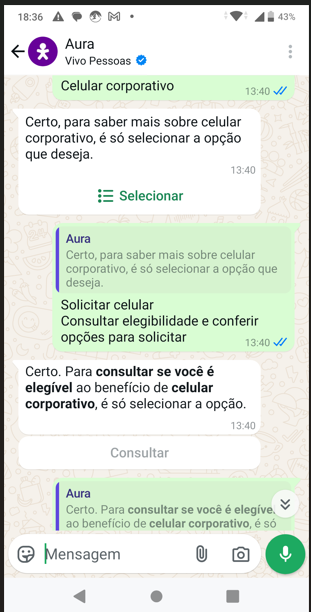 18:36
43%
Aura
Vivo Pessoas
Celular corporativo
13:40
Certo, para saber mais sobre celular
corporativo, é só selecionar a opção
que deseja.
13:40
Selecionar
Aura
Certo, para saber mais sobre celular
corporativo, é só selecionar a opção que
deseja.
Solicitar celular
Consultar elegibilidade e conferir
opções para solicitar
13:40
Certo. Para consultar se você é
elegível ao benefício de celular
corporativo, é só selecionar a opção.
13:40
Consultar
Aura
Certo. Para consultar se você é elegíve
ao benefício de celular corporativo, é só
Mensagem